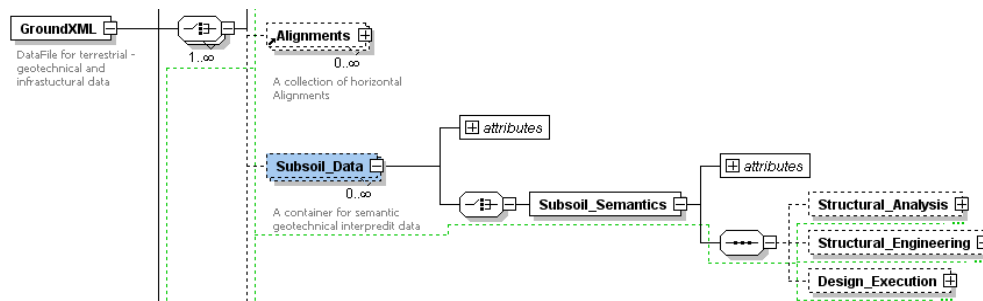 GroundXML
DataFile for terrestrial -
geotechnical and
infrastuctural data
1..∞
Alignments
0..∞
A collection of horizontal
Alignments
attributes
Subsoil_Data
0..∞
A container for semantic
geotechnical interpredit data
Subsoil_Semantics
attributes
Structural_Analysis
Structural_Engineering
Design_Execution